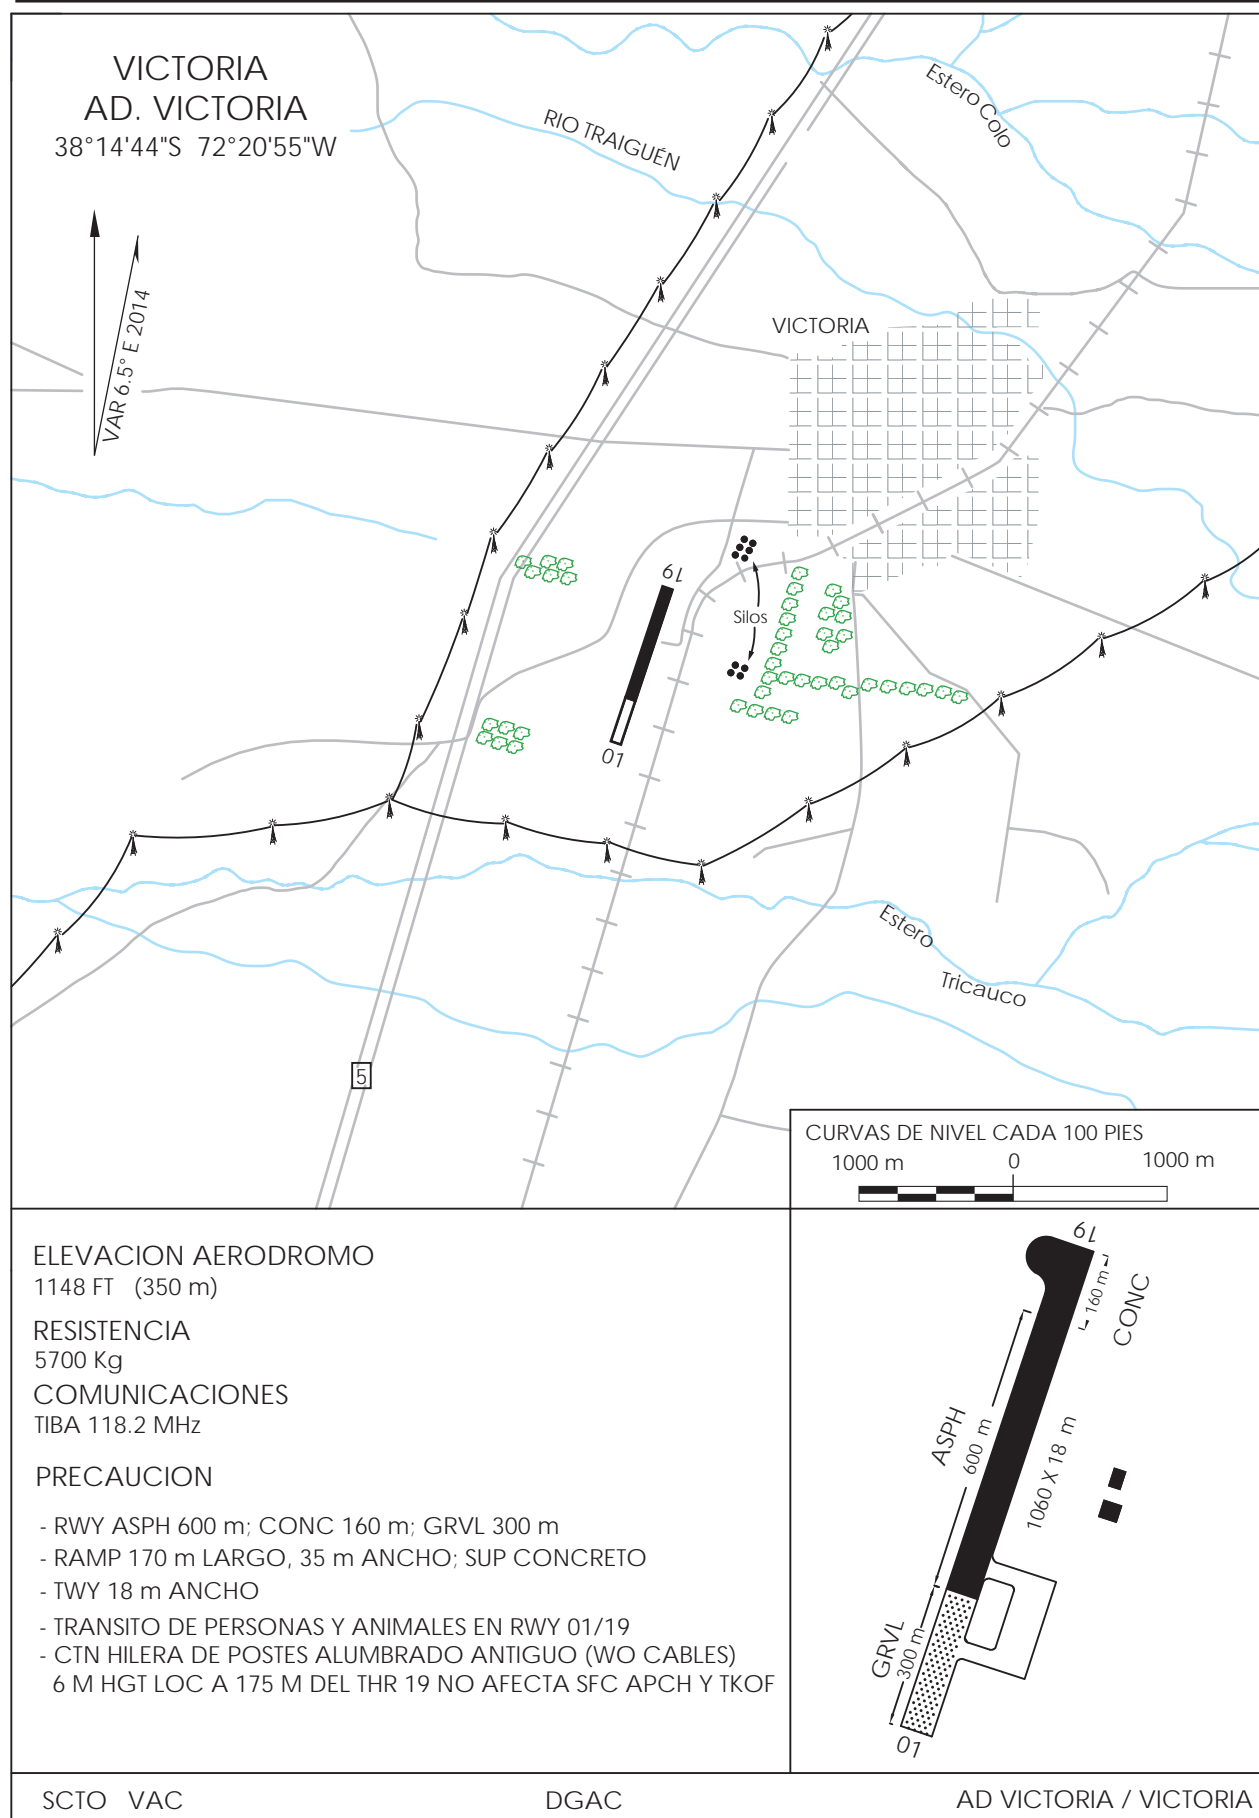 VICTORIA
AD. VICTORIA
38°14'44"S 72°20'55"W
VAR 6.5° E 2014
RIO TRAIGUÉN
Estero Colo
VICTORIA
19
Silos
01
Estero
Tricauco
5
CURVAS DE NIVEL CADA 100 PIES
1000 m 0 1000 m
ELEVACION AERODROMO
1148 FT (350 m)
RESISTENCIA
5700 Kg
COMUNICACIONES
TIBA 118.2 MHz
PRECAUCION
- RWY ASPH 600 m; CONC 160 m; GRVL 300 m
- RAMP 170 m LARGO, 35 m ANCHO; SUP CONCRETO
- TWY 18 m ANCHO
- TRANSITO DE PERSONAS Y ANIMALES EN RWY 01/19
- CTN HILERA DE POSTES ALUMBRADO ANTIGUO (WO CABLES)
6 M HGT LOC A 175 M DEL THR 19 NO AFECTA SFC APCH Y TKOF
19
160 m
CONC
ASPH
600 m
1060 X 18 m
GRVL
300 m
01
SCTO VAC DGAC AD VICTORIA / VICTORIA